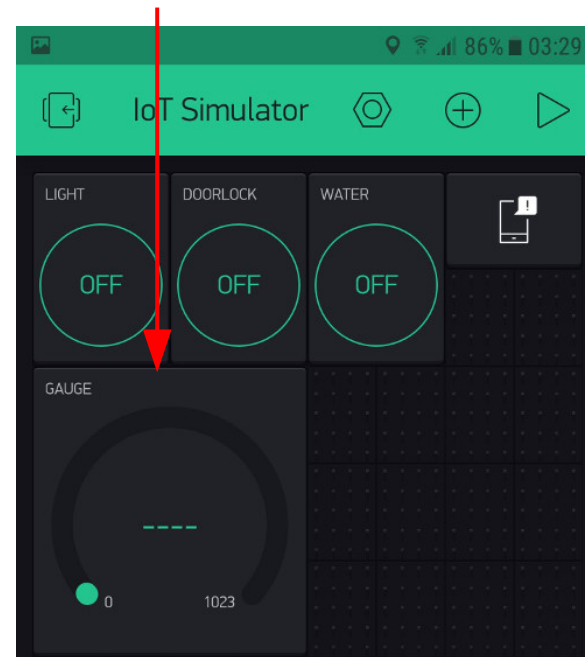 86% 03:29
IoT Simulator
LIGHT DOORLOCK WATER
!
OFF OFF OFF
GAUGE
----
0 1023